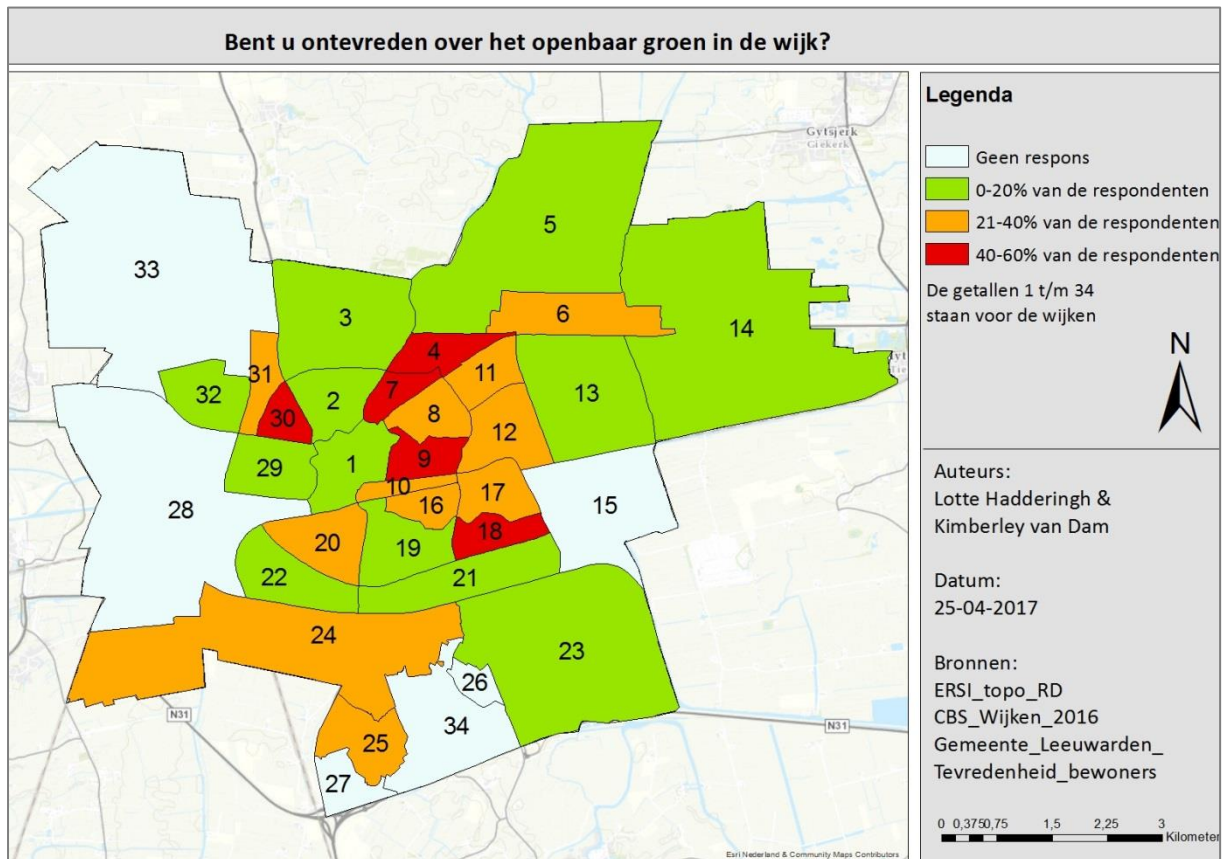 Bent u ontevreden over het openbaar groen in de wijk?
Gytsjerk
Giekerk
33
5
3
14
6
4
31
11
7
32
2
13
30
8
12
9
1
29
10
17
28
16
15
18
20
19
22
21
24
23
26
N31
34
N31
25
27
Esri Nederland & Community Maps Contributors
Legenda
Geen respons
0-20% van de respondenten
21-40% van de respondenten
40-60% van de respondenten
De getallen 1 t/m 34
staan voor de wijken
N
Auteurs:
Lotte Hadderingh &
Kimberley van Dam
Datum:
25-04-2017
Bronnen:
ERSI_topo_RD
CBS_Wijken_2016
Gemeente_Leeuwarden_
Tevredenheid_bewoners
0 0,375 0,75 1,5 2,25 3
Kilometer